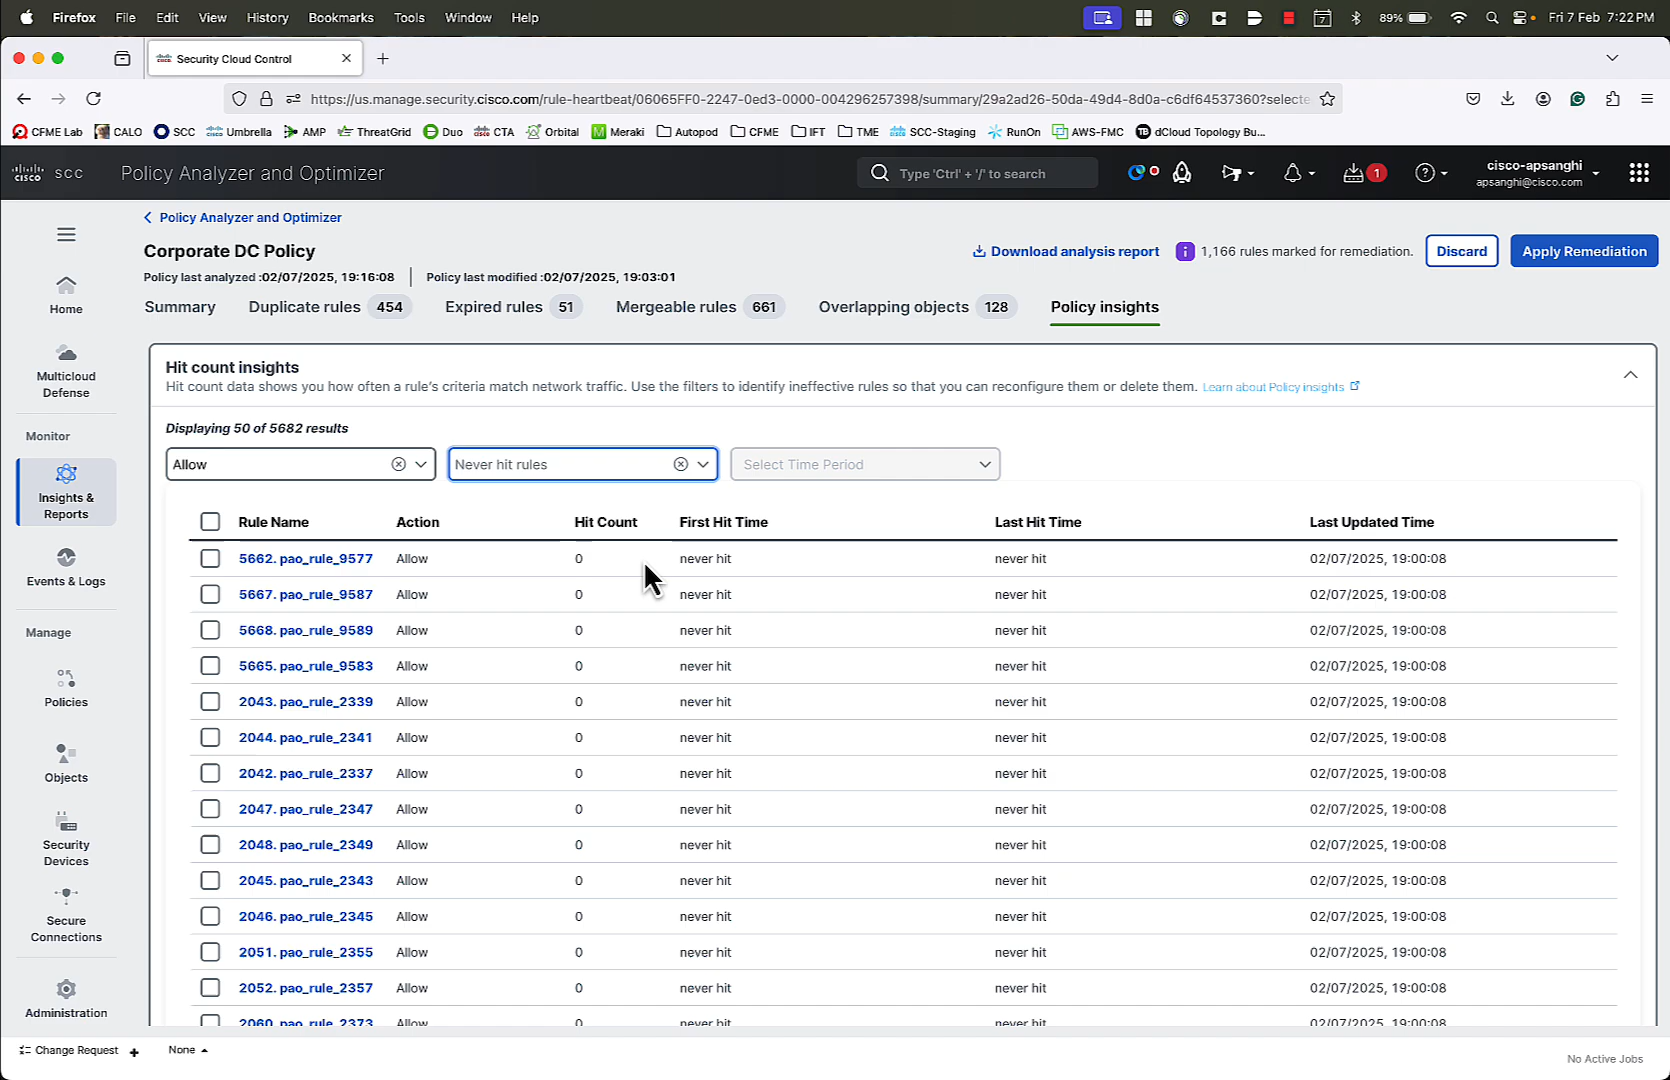 Firefox File Edit View History Bookmarks Tools Window Help 7 89% Fri 7 Feb 7:22 PM
Security Cloud Control
https://us.manage.security.cisco.com/rule-heartbeat/06065FF0-2247-0ed3-0000-004296257398/summary/29a2ad26-50da-49d4-8d0a-c6df64537360?selecte
CFME Lab CALO SCC Umbrella AMP ThreatGrid Duo CTA Orbital Meraki Autopod CFME IFT TME SCC-Staging RunOn AWS-FMC dCloud Topology Bu...
cisco SCC Policy Analyzer and Optimizer Type 'Ctrl' + '/' to search 1 cisco-apsanghi
apsanghi@cisco.com
Policy Analyzer and Optimizer
Corporate DC Policy Download analysis report 1,166 rules marked for remediation. Discard Apply Remediation
Policy last analyzed :02/07/2025, 19:16:08 Policy last modified :02/07/2025, 19:03:01
Summary Duplicate rules 454 Expired rules 51 Mergeable rules 661 Overlapping objects 128 Policy insights
Home
Multicloud
Defense
Monitor
Insights &
Reports
Events & Logs
Manage
Policies
Objects
Security
Devices
Secure
Connections
Administration
Hit count insights
Hit count data shows you how often a rule's criteria match network traffic. Use the filters to identify ineffective rules so that you can reconfigure them or delete them. Learn about Policy insights
Displaying 50 of 5682 results
Allow Never hit rules Select Time Period
Rule Name Action Hit Count First Hit Time Last Hit Time Last Updated Time
5662. pao_rule_9577 Allow 0 never hit never hit 02/07/2025, 19:00:08
5667. pao_rule_9587 Allow 0 never hit never hit 02/07/2025, 19:00:08
5668. pao_rule_9589 Allow 0 never hit never hit 02/07/2025, 19:00:08
5665. pao_rule_9583 Allow 0 never hit never hit 02/07/2025, 19:00:08
2043. pao_rule_2339 Allow 0 never hit never hit 02/07/2025, 19:00:08
2044. pao_rule_2341 Allow 0 never hit never hit 02/07/2025, 19:00:08
2042. pao_rule_2337 Allow 0 never hit never hit 02/07/2025, 19:00:08
2047. pao_rule_2347 Allow 0 never hit never hit 02/07/2025, 19:00:08
2048. pao_rule_2349 Allow 0 never hit never hit 02/07/2025, 19:00:08
2045. pao_rule_2343 Allow 0 never hit never hit 02/07/2025, 19:00:08
2046. pao_rule_2345 Allow 0 never hit never hit 02/07/2025, 19:00:08
2051. pao_rule_2355 Allow 0 never hit never hit 02/07/2025, 19:00:08
2052. pao_rule_2357 Allow 0 never hit never hit 02/07/2025, 19:00:08
2060. pao_rule_2373 Allow 0 never hit never hit 02/07/2025, 19:00:08
Change Request + None
No Active Jobs